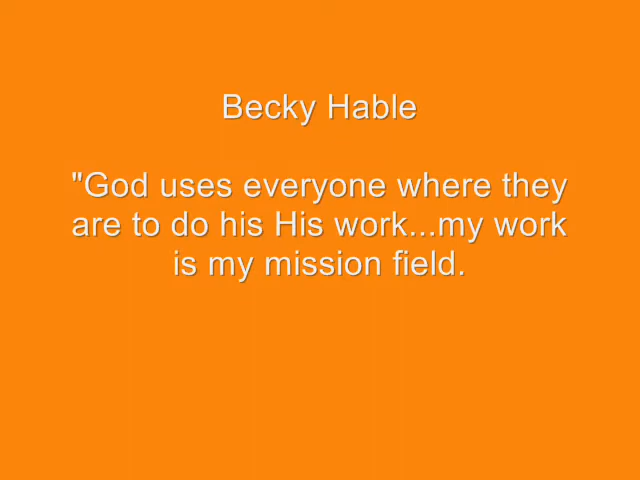 Becky Hable
"God uses everyone where they
are to do his His work...my work
is my mission field.